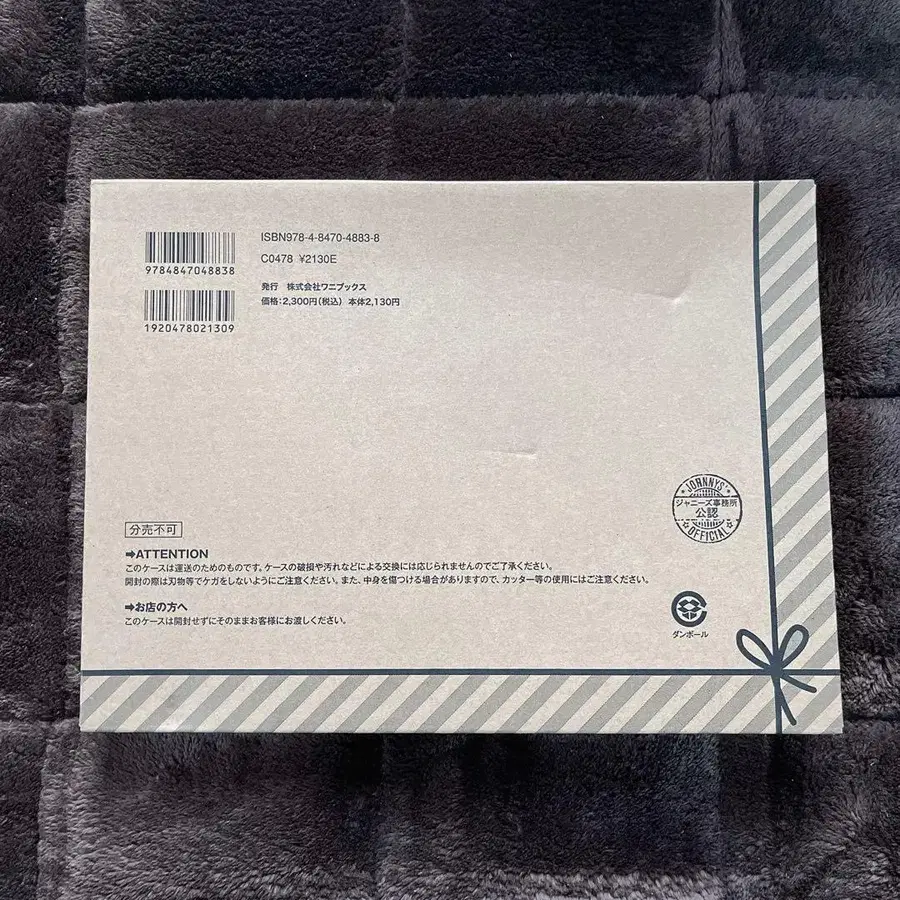 ISBN978-4-8470-4883-8
9784847048838
C0478 ¥2130E
発行 株式会社ワニブックス
価格:2,300円(税込) 本体2,130円
1920478021309
JOHNNYS'
ジャニーズ事務所
公認
OFFICIAL
分売不可
➡ATTENTION
このケースは運送のためのものです。ケースの破損や汚れなどによる交換には応じられませんのでご了承ください。
開封の際は刃物等でケガをしないようにご注意ください。また、中身を傷つける場合がありますので、カッター等の使用にはご注意ください。
➡お店の方へ
このケースは開封せずにそのままお客様にお渡しください。
ダンボール